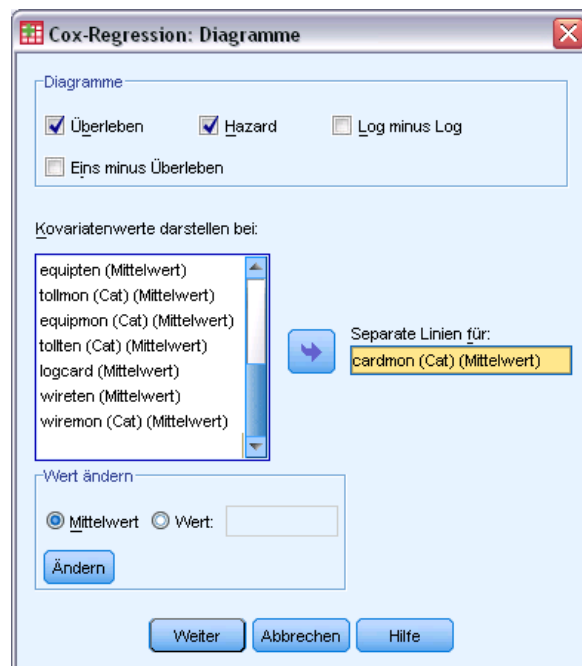 Cox-Regression: Diagramme
Diagramme
Überleben
Hazard
Log minus Log
Eins minus Überleben
Kovariatenwerte darstellen bei:
equipten (Mittelwert)
tollmon (Cat) (Mittelwert)
equipmon (Cat) (Mittelwert)
tollten (Cat) (Mittelwert)
logcard (Mittelwert)
wireten (Mittelwert)
wiremon (Cat) (Mittelwert)
Separate Linien für:
cardmon (Cat) (Mittelwert)
Wert ändern
Mittelwert
Wert:
Ändern
Weiter
Abbrechen
Hilfe